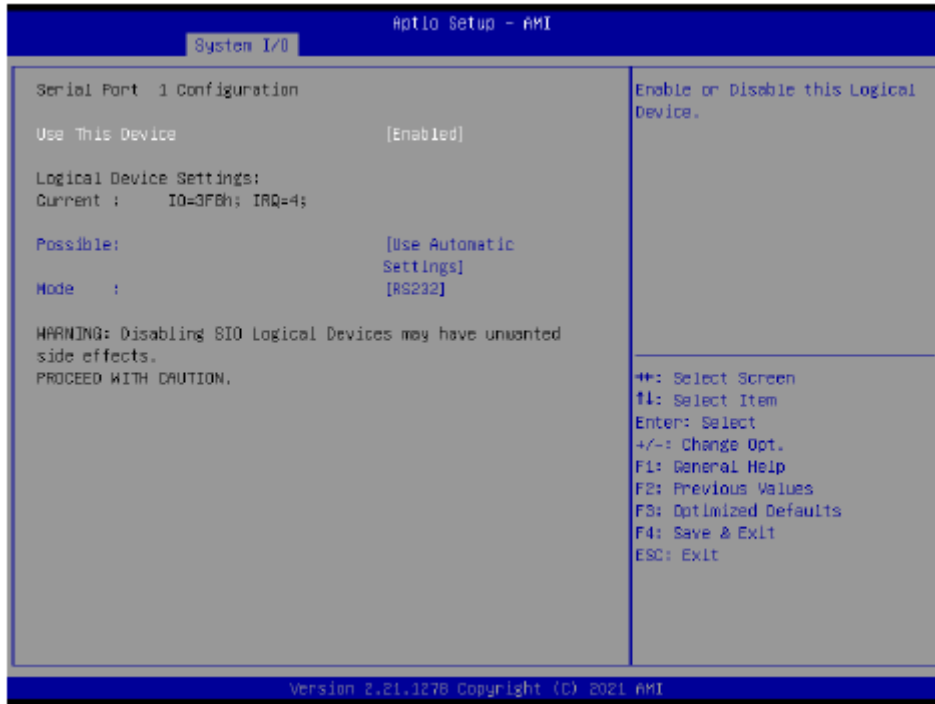 Aptio Setup - AMI
System I/O
Serial Port 1 Configuration
Use This Device [Enabled]
Logical Device Settings:
Current : IO=3F8h; IRQ=4;
Possible: [Use Automatic
Settings]
Mode : [RS232]
WARNING: Disabling SIO Logical Devices may have unwanted
side effects.
PROCEED WITH CAUTION.
Enable or Disable this Logical
Device.
→←: Select Screen
↑↓: Select Item
Enter: Select
+/-: Change Opt.
F1: General Help
F2: Previous Values
F3: Optimized Defaults
F4: Save & Exit
ESC: Exit
Version 2.21.1278 Copyright (C) 2021 AMI